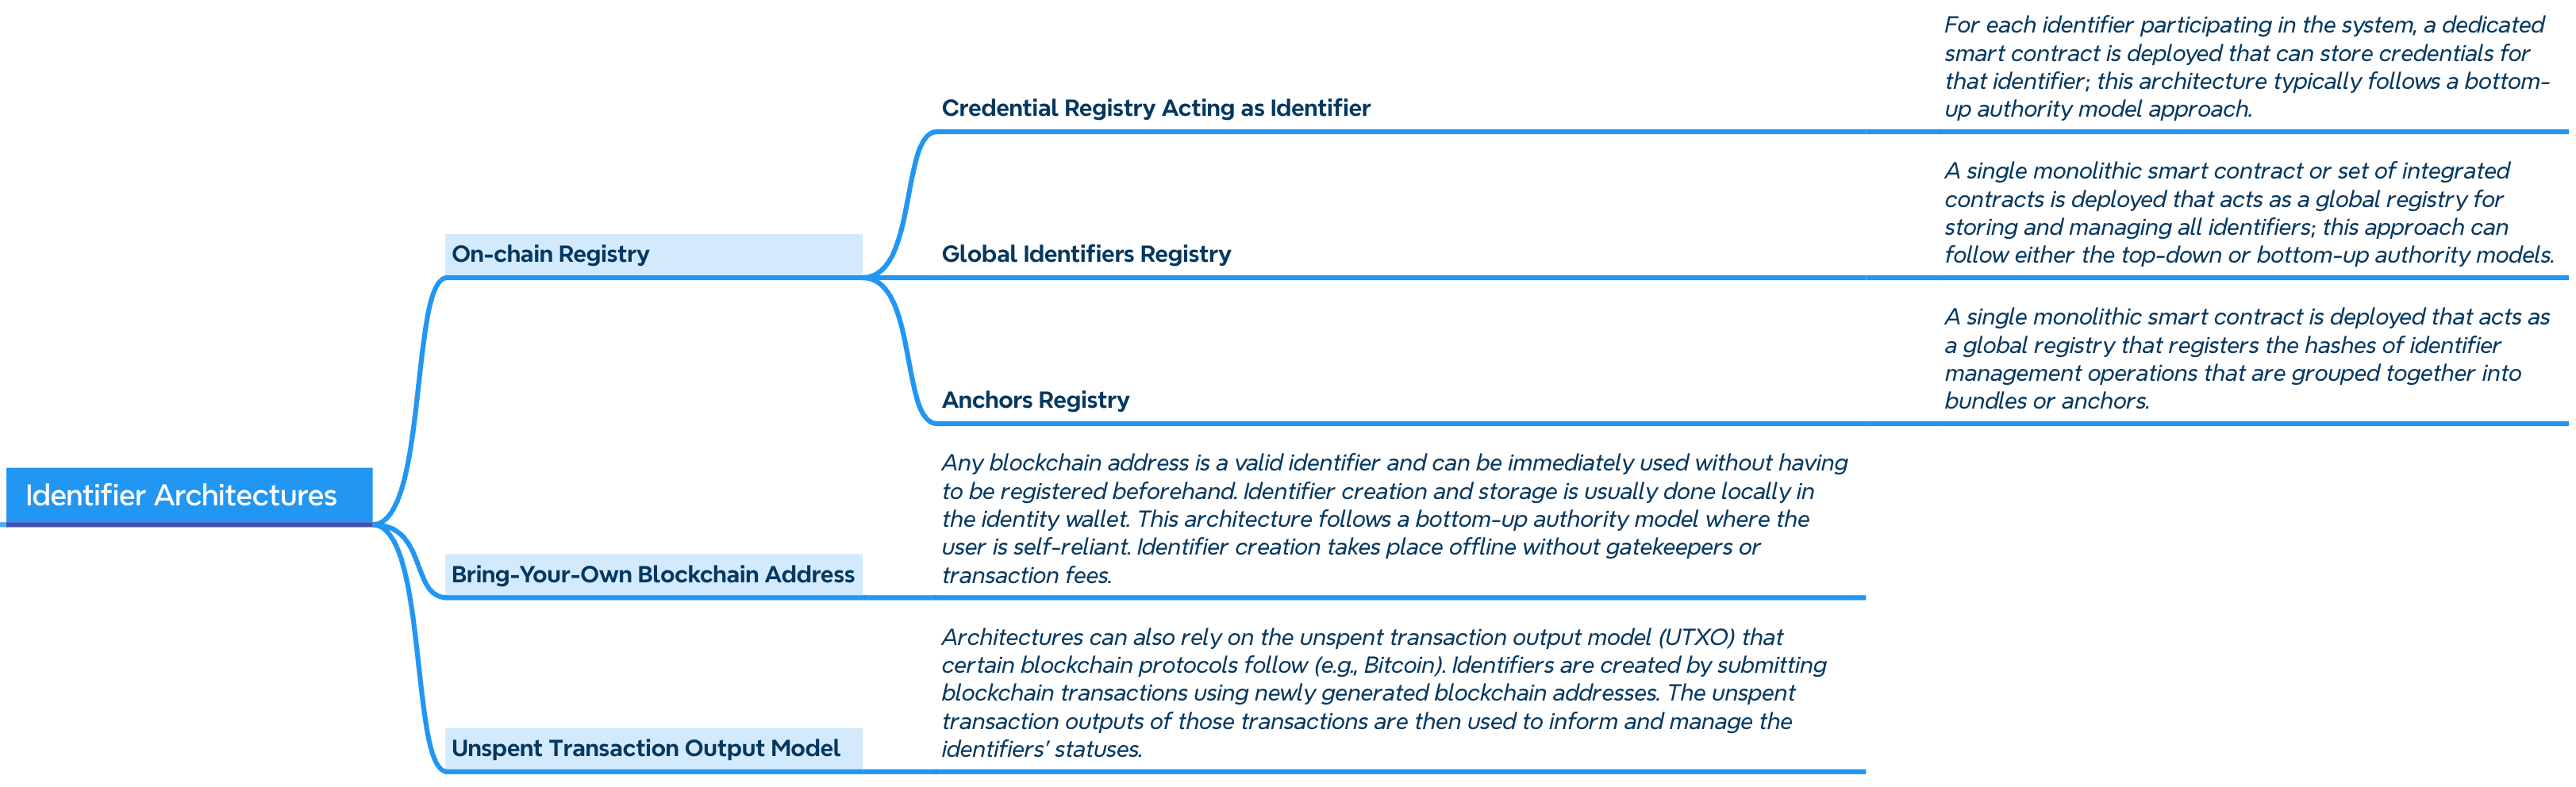 Identifier Architectures
On-chain Registry
Credential Registry Acting as Identifier
For each identifier participating in the system, a dedicated
smart contract is deployed that can store credentials for
that identifier; this architecture typically follows a bottom-
up authority model approach.
Global Identifiers Registry
A single monolithic smart contract or set of integrated
contracts is deployed that acts as a global registry for
storing and managing all identifiers; this approach can
follow either the top-down or bottom-up authority models.
Anchors Registry
A single monolithic smart contract is deployed that acts as
a global registry that registers the hashes of identifier
management operations that are grouped together into
bundles or anchors.
Bring-Your-Own Blockchain Address
Any blockchain address is a valid identifier and can be immediately used without having
to be registered beforehand. Identifier creation and storage is usually done locally in
the identity wallet. This architecture follows a bottom-up authority model where the
user is self-reliant. Identifier creation takes place offline without gatekeepers or
transaction fees.
Unspent Transaction Output Model
Architectures can also rely on the unspent transaction output model (UTXO) that
certain blockchain protocols follow (e.g., Bitcoin). Identifiers are created by submitting
blockchain transactions using newly generated blockchain addresses. The unspent
transaction outputs of those transactions are then used to inform and manage the
identifiers' statuses.